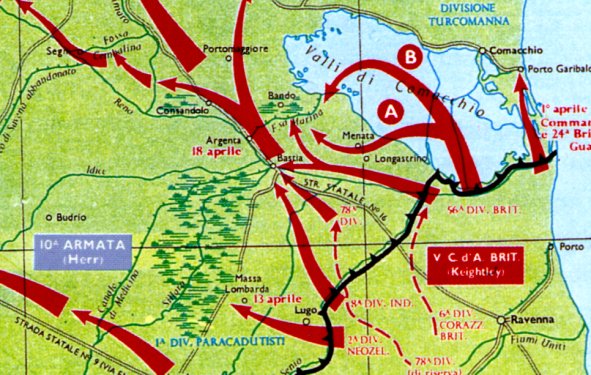 DIVISIONE
TURCOMANNA
Fossa
Sembalina
Portomaggiore
Comacchio
Porto Garibaldi
Valli di Comacchio
B
A
Reno
Consandolo
Bando
Fsa Marina
1° aprile
Comman
e 24ª Bri
Gua
Argenta
18 aprile
Menata
Longastrino
Bastia
Idice
STR. STATALE No 16
78ª
DIV.
56ª DIV. BRIT.
Budrio
10ª ARMATA
(Herr)
V C. d'A. BRIT.
(Keightley)
Porto
Canale
di Medicina
Sillaro
Massa
Lombarda
13 aprile
Lugo
8ª DIV. IND.
6ª DIV.
CORAZZ
BRIT.
Ravenna
1ª DIV. PARACADUTISTI
2ª DIV.
NEOZEL.
Fiumi Uniti
STRADA STATALE No 9 (VIA E
Senio
78ª DIV.
(di riserva)